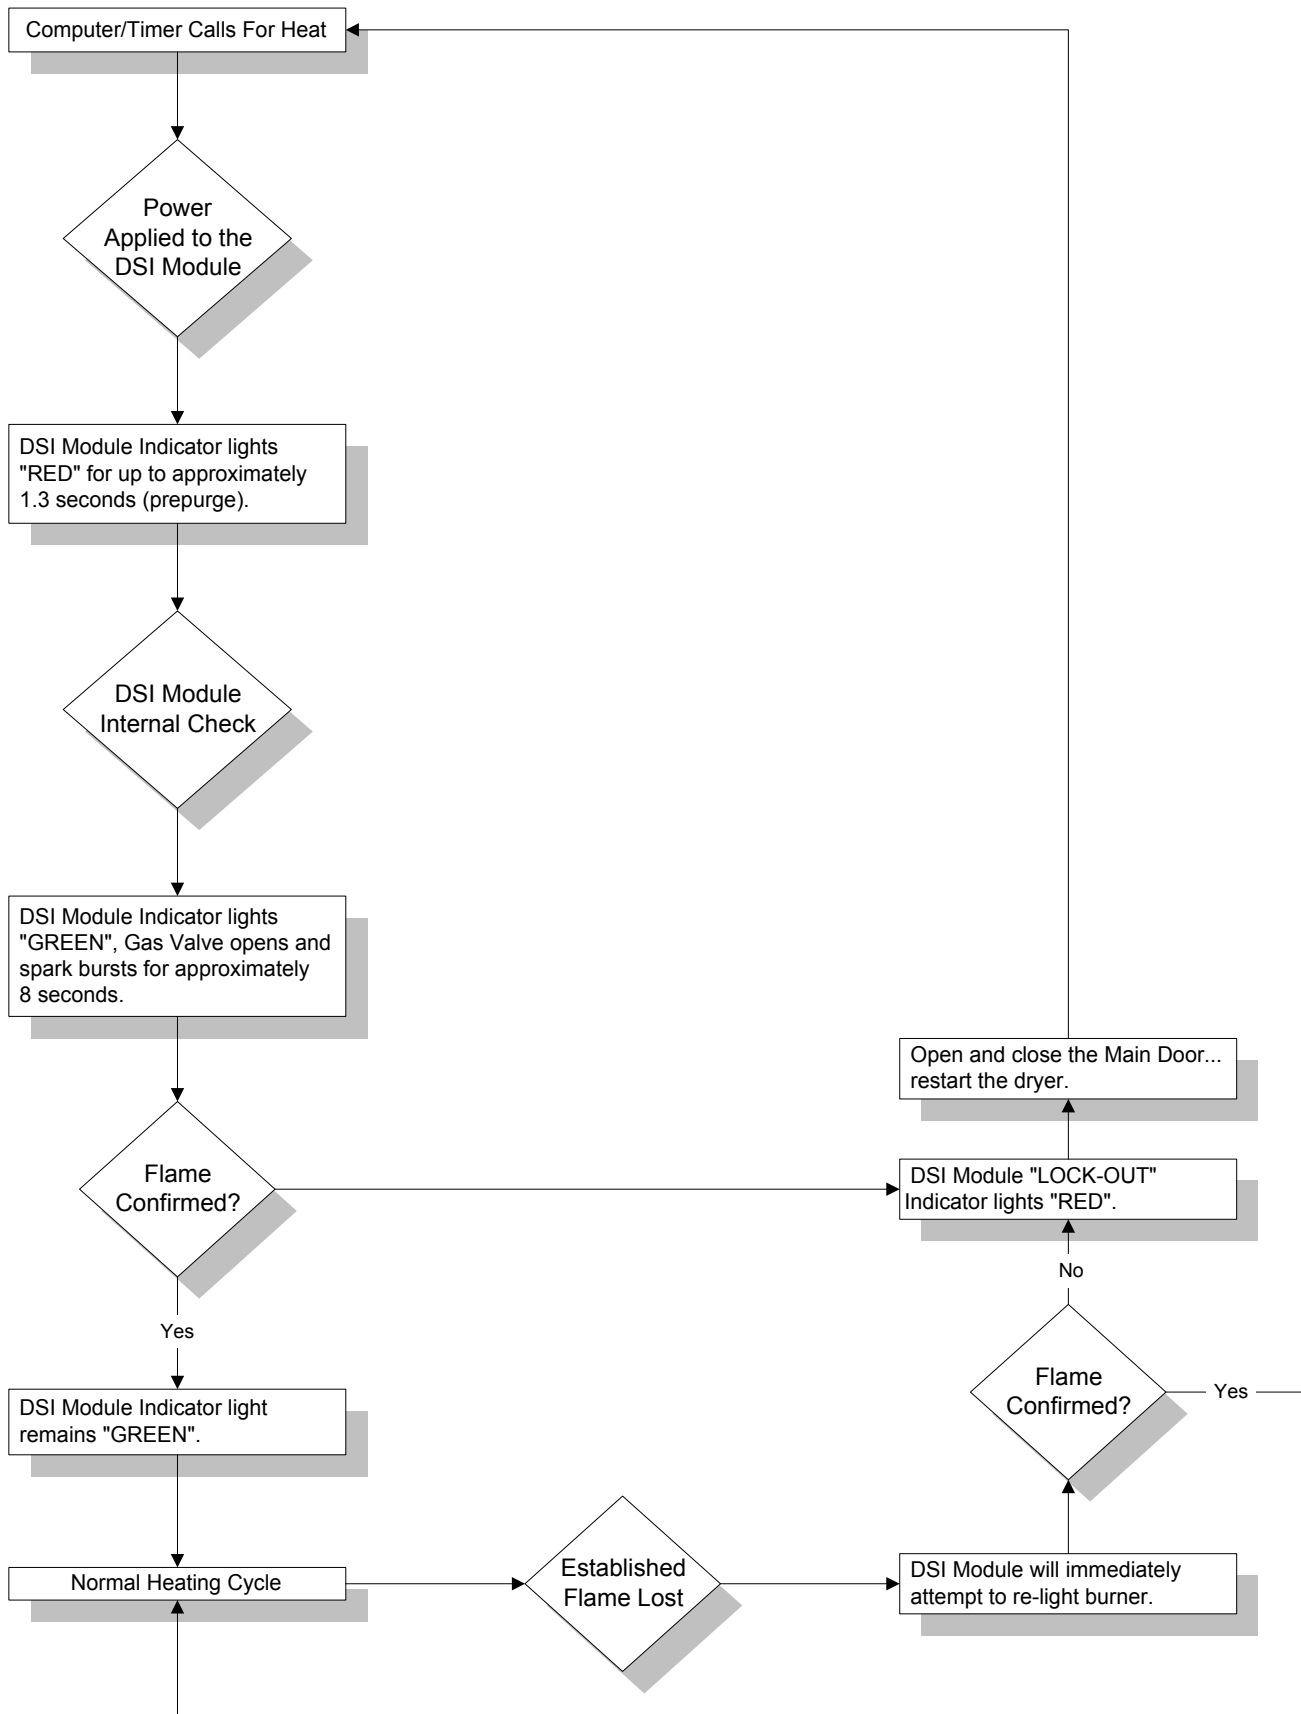 Computer/Timer Calls For Heat
Power
Applied to the
DSI Module
DSI Module Indicator lights
"RED" for up to approximately
1.3 seconds (prepurge).
DSI Module
Internal Check
DSI Module Indicator lights
"GREEN", Gas Valve opens and
spark bursts for approximately
8 seconds.
Flame
Confirmed?
Yes
DSI Module Indicator light
remains "GREEN".
Normal Heating Cycle
Established
Flame Lost
DSI Module will immediately
attempt to re-light burner.
Flame
Confirmed?
Yes
No
DSI Module "LOCK-OUT"
Indicator lights "RED".
Open and close the Main Door...
restart the dryer.